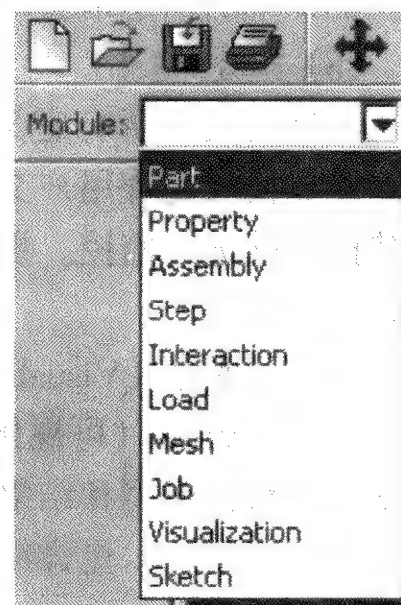 Module:
Part
Property
Assembly
Step
Interaction
Load
Mesh
Job
Visualization
Sketch